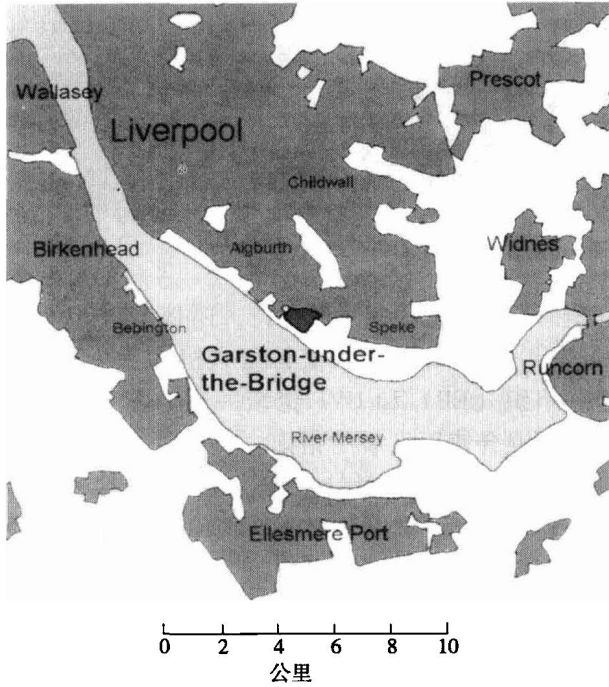 Prescot
Wallasey
Liverpool
Childwall
Birkenhead
Aigburth
Widnes
Bebington
Speke
Garston-under-
the-Bridge
Runcorn
River Mersey
Ellesmere Port
0 2 4 6 8 10
公里